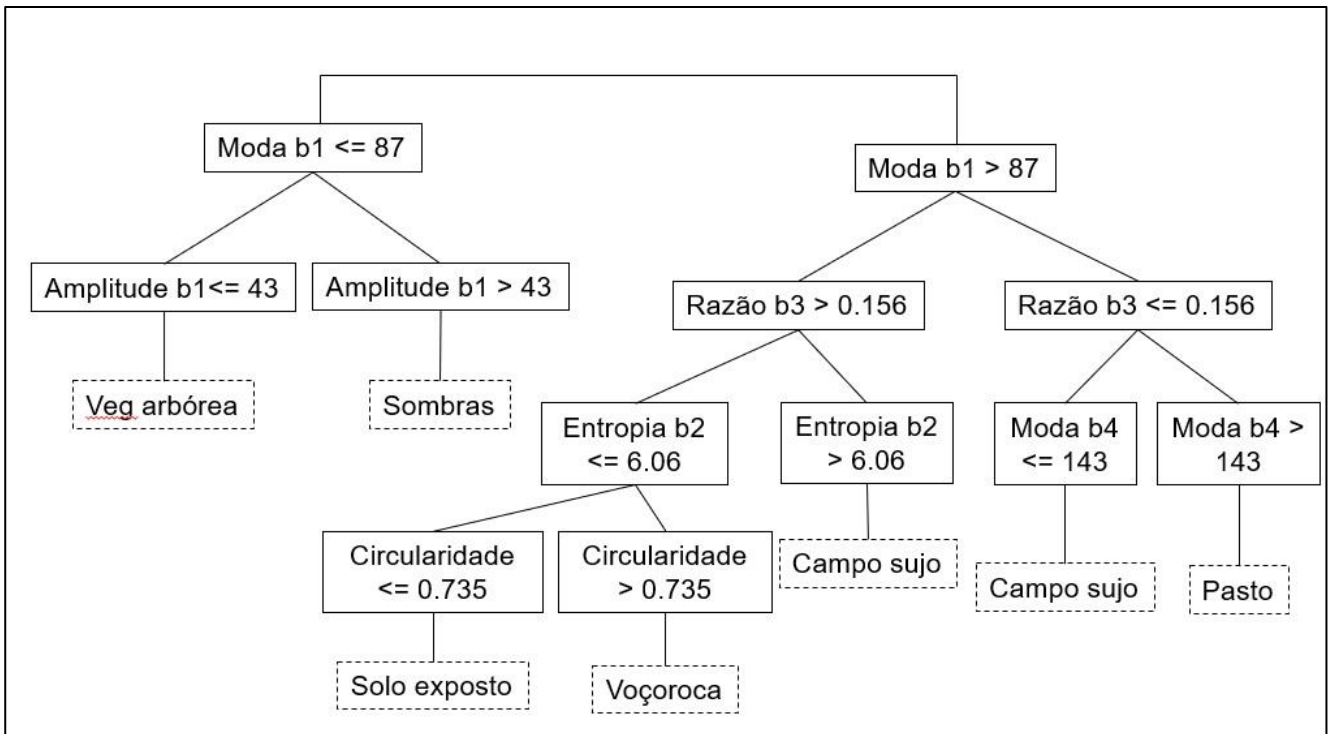 Moda b1 <= 87
Moda b1 > 87
Amplitude b1<= 43
Amplitude b1 > 43
Razão b3 > 0.156
Razão b3 <= 0.156
Veg arbórea
Sombras
Entropia b2
<= 6.06
Entropia b2
> 6.06
Moda b4
<= 143
Moda b4 >
143
Circularidade
<= 0.735
Circularidade
> 0.735
Campo sujo
Campo sujo
Pasto
Solo exposto
Voçoroca